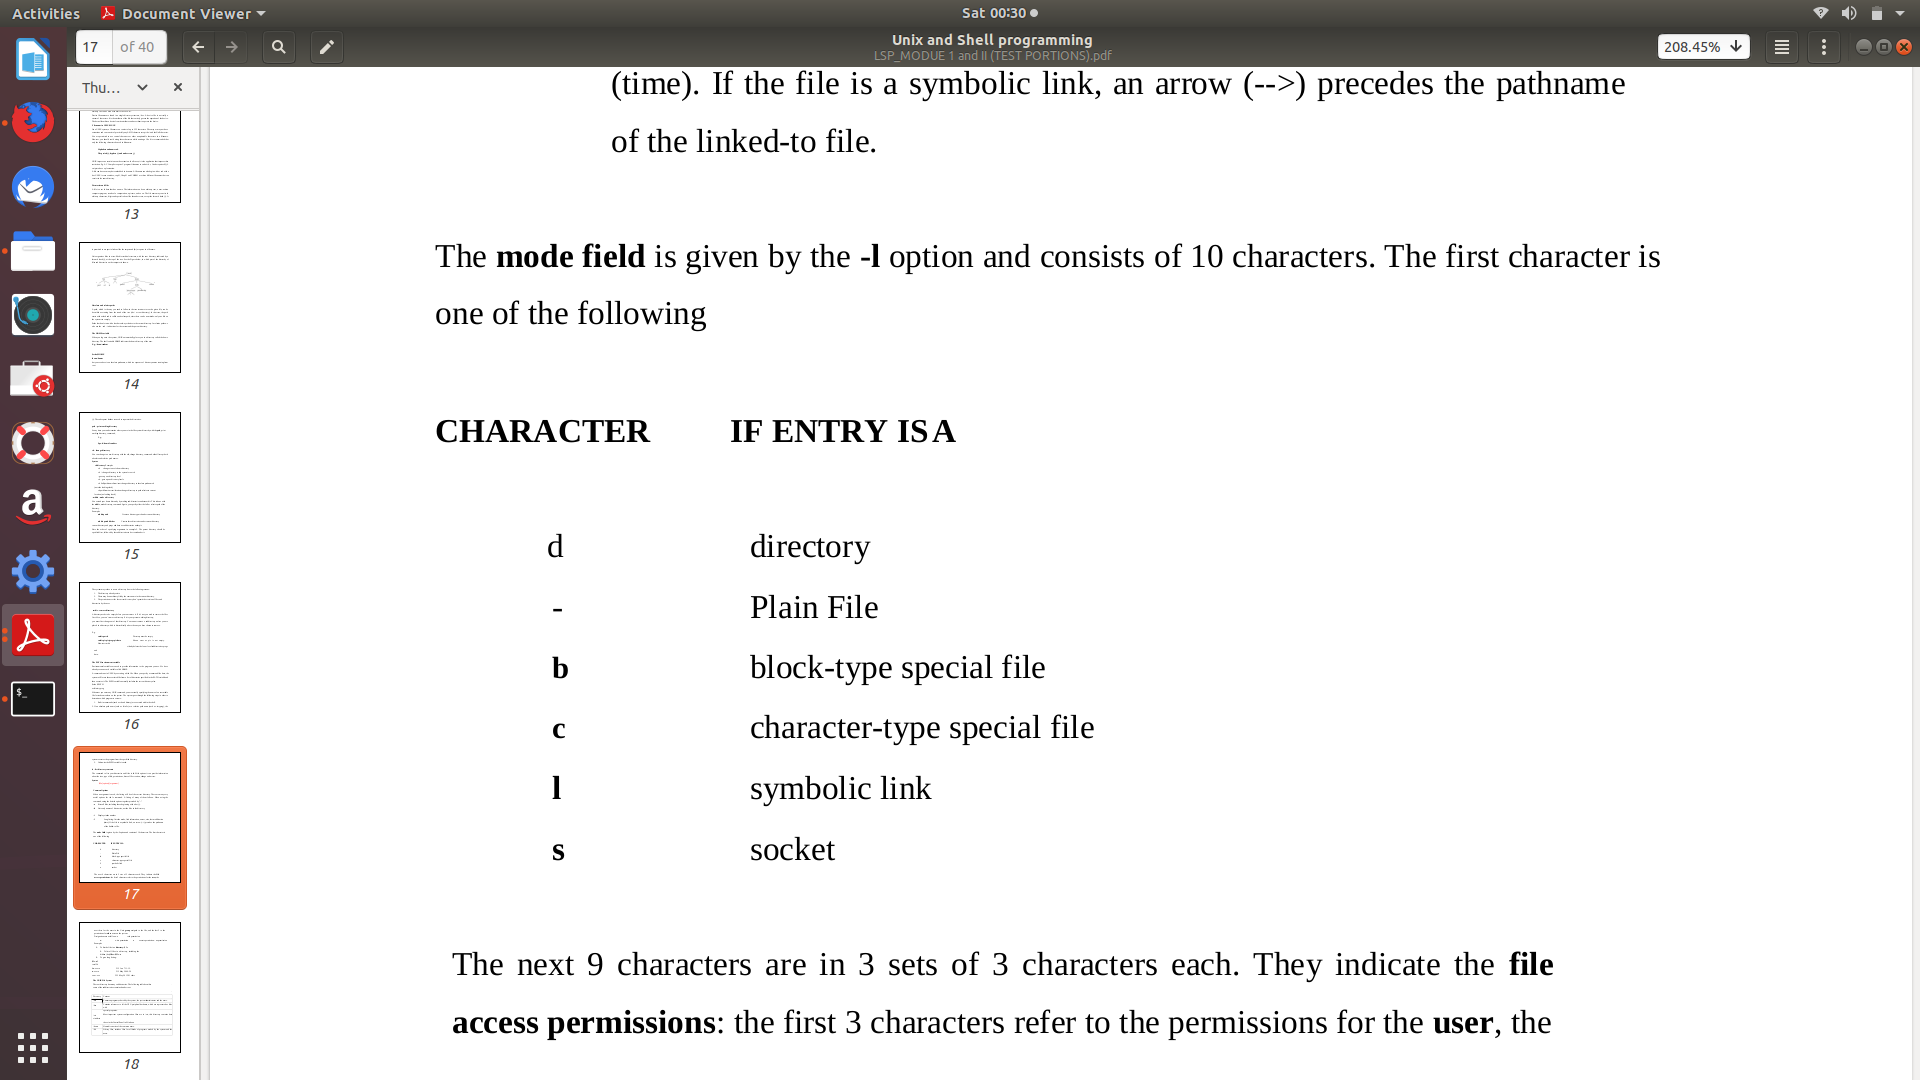 Activities Document Viewer Sat 00:30
17 of 40 Unix and Shell programming 208.45%
LSP_MODUE 1 and II (TEST PORTIONS).pdf
Thu...
13
14
15
16
17
18
(time). If the file is a symbolic link, an arrow (-->) precedes the pathname
of the linked-to file.
The mode field is given by the -l option and consists of 10 characters. The first character is
one of the following
CHARACTER IF ENTRY IS A
d directory
- Plain File
b block-type special file
c character-type special file
l symbolic link
s socket
The next 9 characters are in 3 sets of 3 characters each. They indicate the file
access permissions: the first 3 characters refer to the permissions for the user, the